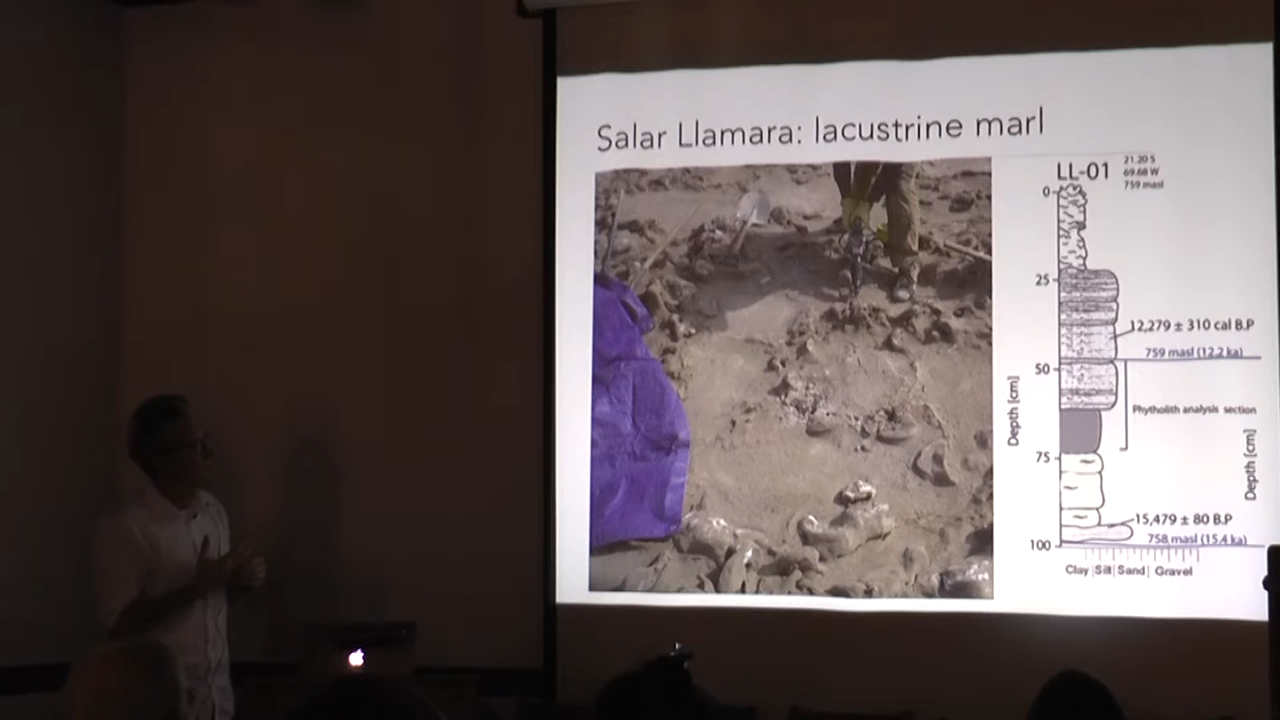 Salar Llamara: lacustrine marl
LL-01
21.20 S
69.68 W
759 masl
0
25
50
75
100
Depth [cm]
12,279 ± 310 cal B.P
759 masl (12.2 ka)
Phytholith analysis section
Depth [cm]
15,479 ± 80 B.P
758 masl (15.4 ka)
Clay Silt Sand Gravel